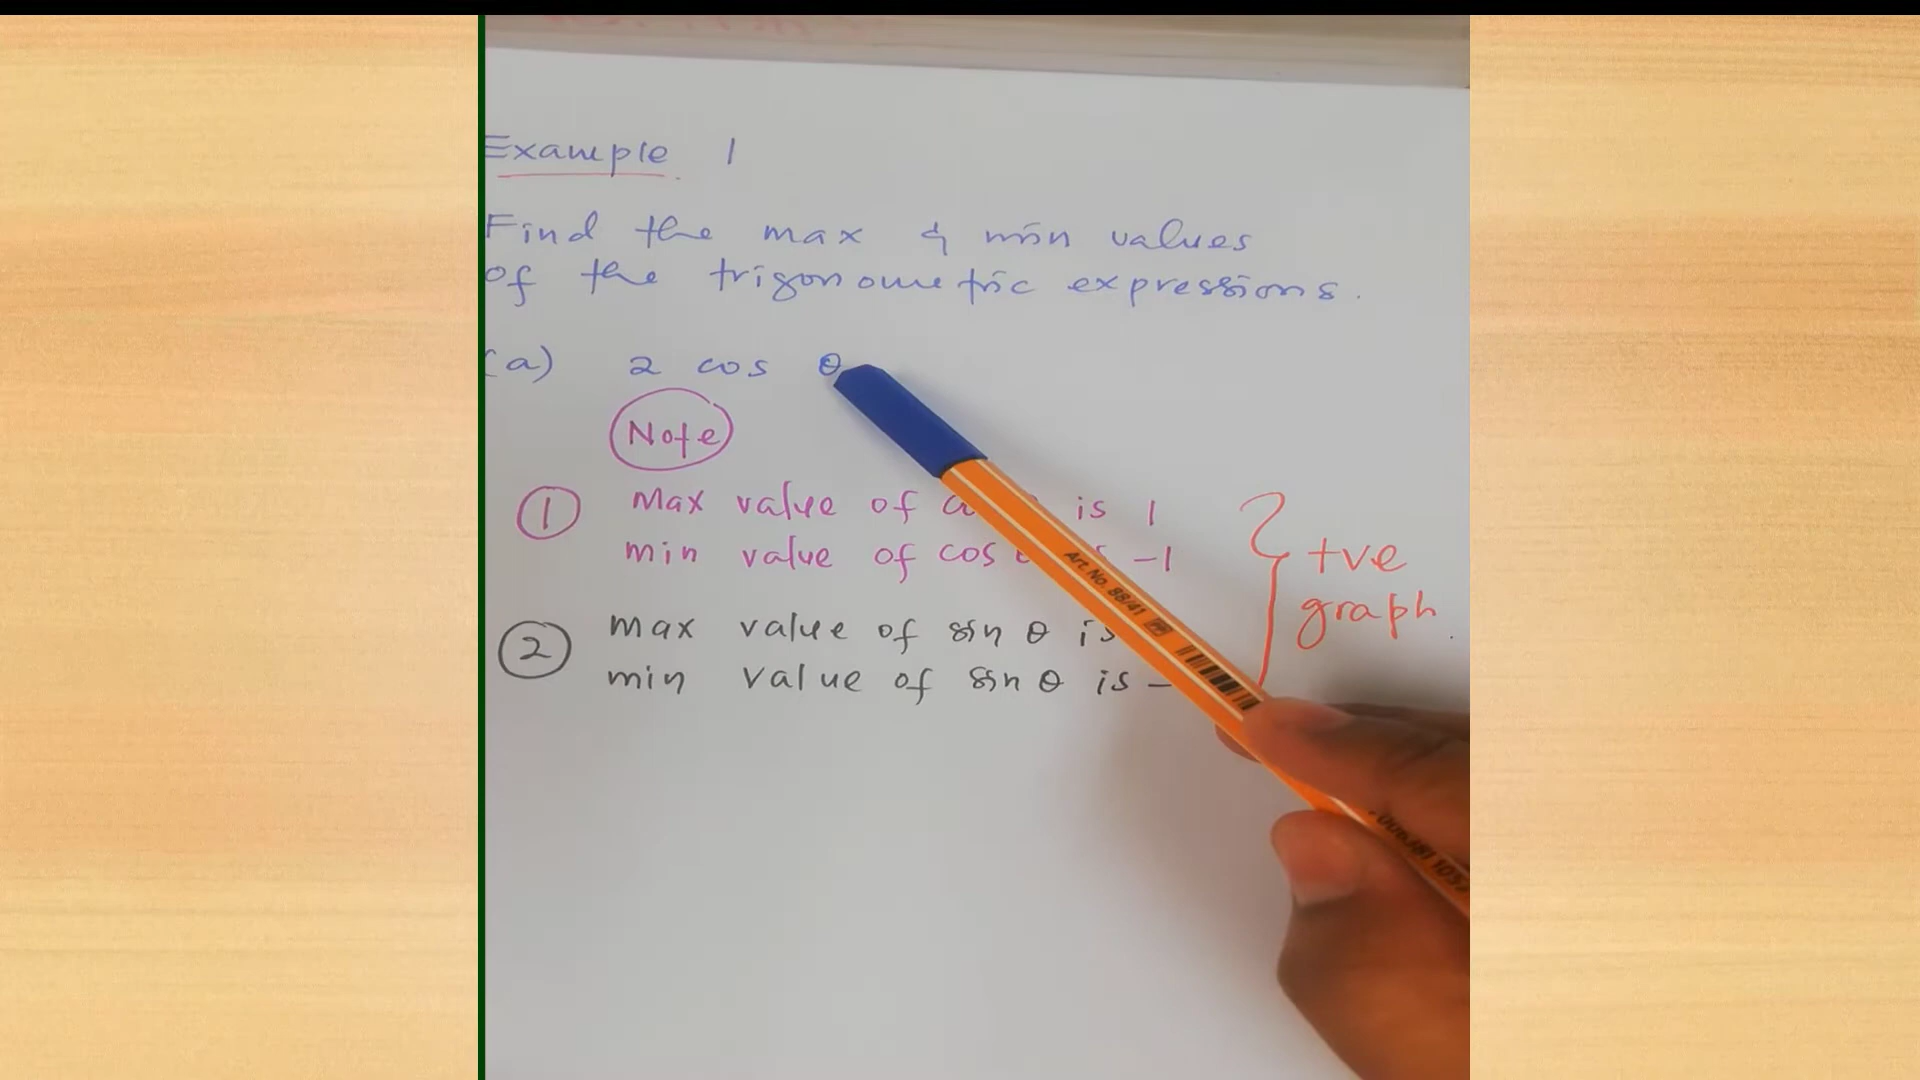 Example 1
Find the max & min values
of the trigonometric expressions.
(a) 2 cos θ
Note
1 Max value of is 1
min value of cos -1
+ve
graph.
2 max value of sin θ is
min value of sin θ is -
Art.No. 88/41